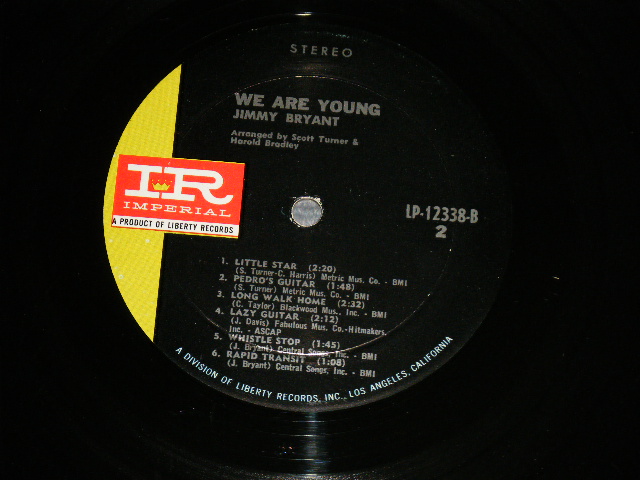 STEREO
WE ARE YOUNG
JIMMY BRYANT
Arranged by Scott Turner &
Harold Bradley
IR
IMPERIAL
A PRODUCT OF LIBERTY RECORDS
LP-12338-B
2
1. LITTLE STAR (2:20)
(S. Turner-C. Harris) Metric Mus. Co. - BMI
2. PEDRO'S GUITAR (1:48)
(S. Turner) Metric Mus. Co. - BMI
3. LONG WALK HOME (2:32)
(C. Taylor) Blackwood Mus., Inc. - BMI
4. LAZY GUITAR (2:12)
(J. Davis) Fabulous Mus. Co.-Hitmakers,
Inc. - ASCAP
5. WHISTLE STOP (1:45)
(J. Bryant) Central Songs, Inc. - BMI
6. RAPID TRANSIT (1:08)
(J. Bryant) Central Songs, Inc. - BMI
A DIVISION OF LIBERTY RECORDS, INC., LOS ANGELES, CALIFORNIA